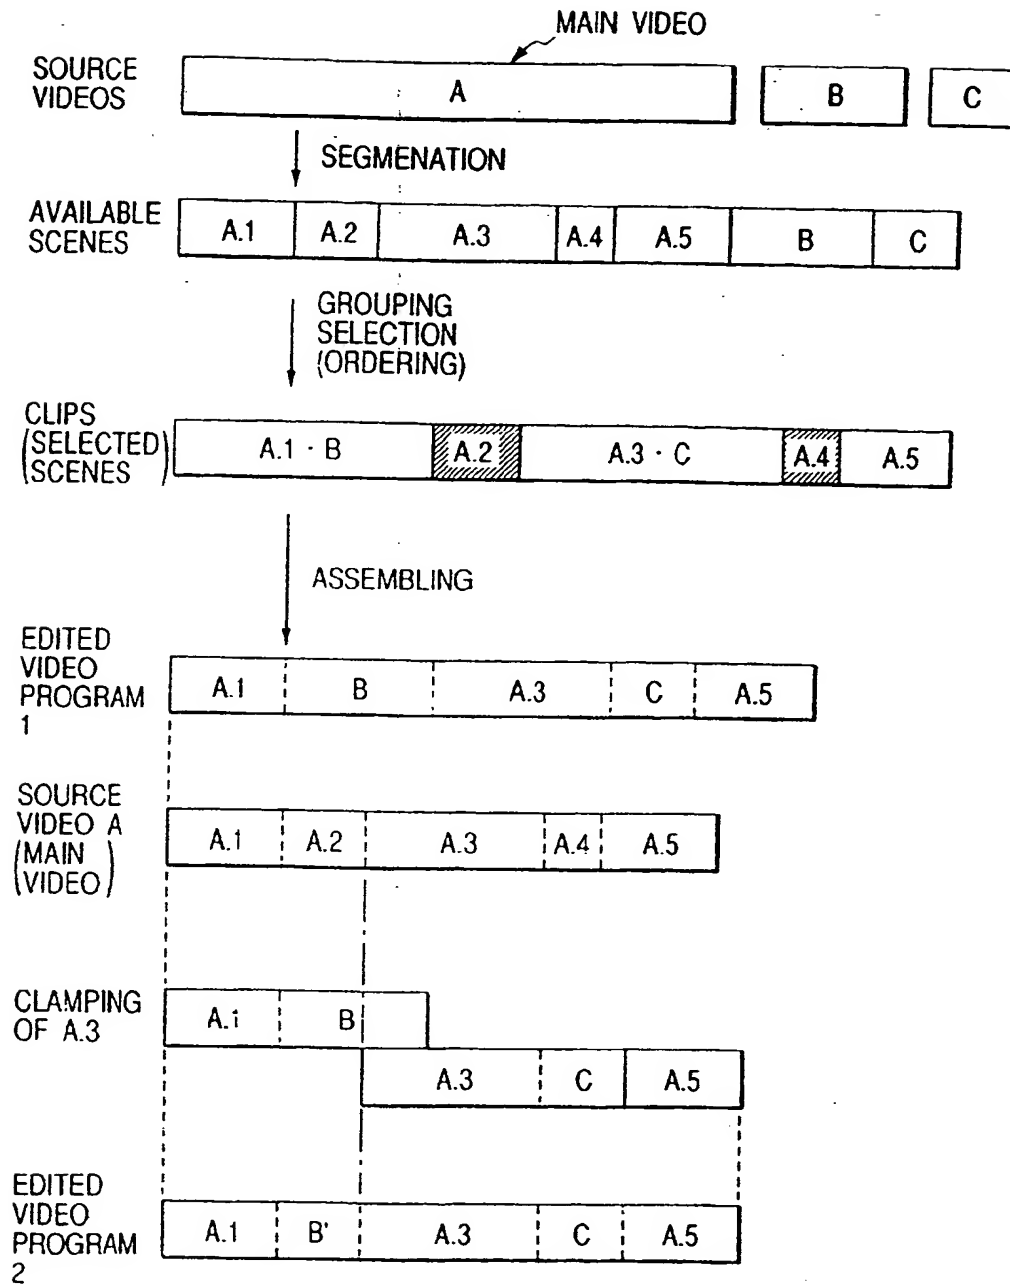 MAIN VIDEO
SOURCE
VIDEOS
A
B
C
SEGMENATION
AVAILABLE
SCENES
A.1
A.2
A.3
A.4
A.5
B
C
GROUPING
SELECTION
(ORDERING)
CLIPS
(SELECTED
SCENES)
A.1 · B
A.2
A.3 · C
A.4
A.5
ASSEMBLING
EDITED
VIDEO
PROGRAM
1
A.1
B
A.3
C
A.5
SOURCE
VIDEO A
(MAIN
VIDEO)
A.1
A.2
A.3
A.4
A.5
CLAMPING
OF A.3
A.1
B
A.3
C
A.5
EDITED
VIDEO
PROGRAM
2
A.1
B'
A.3
C
A.5